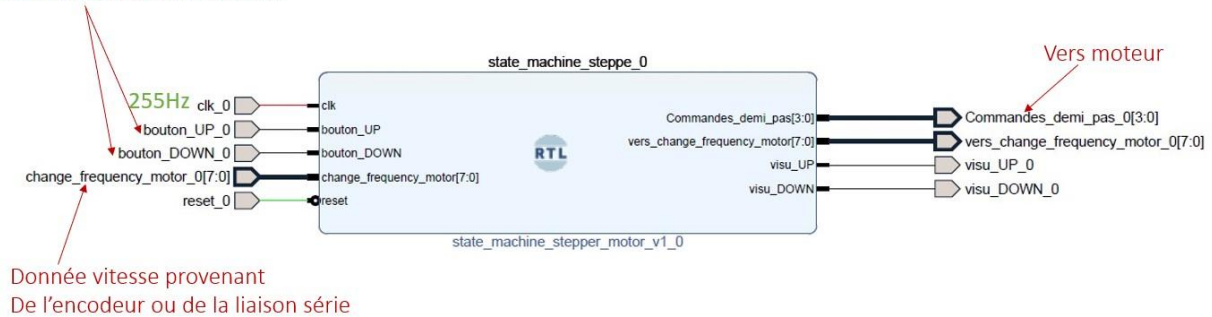 state_machine_steppe_0
Vers moteur
255Hz
clk_0
bouton_UP_0
bouton_DOWN_0
change_frequency_motor_0[7:0]
reset_0
clk
bouton_UP
bouton_DOWN
change_frequency_motor[7:0]
reset
RTL
Commandes_demi_pas[3:0]
vers_change_frequency_motor[7:0]
visu_UP
visu_DOWN
Commandes_demi_pas_0[3:0]
vers_change_frequency_motor_0[7:0]
visu_UP_0
visu_DOWN_0
state_machine_stepper_motor_v1_0
Donnée vitesse provenant
De l'encodeur ou de la liaison série